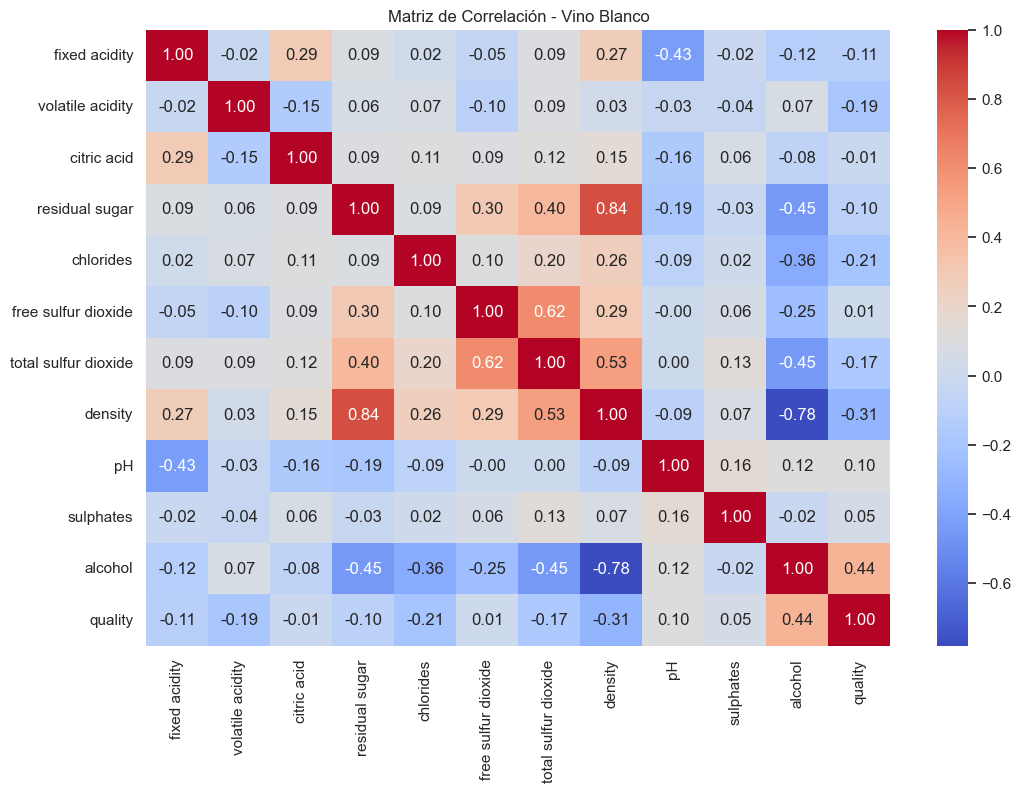 Matriz de Correlación - Vino Blanco
fixed acidity 1.00 -0.02 0.29 0.09 0.02 -0.05 0.09 0.27 -0.43 -0.02 -0.12 -0.11
volatile acidity -0.02 1.00 -0.15 0.06 0.07 -0.10 0.09 0.03 -0.03 -0.04 0.07 -0.19
citric acid 0.29 -0.15 1.00 0.09 0.11 0.09 0.12 0.15 -0.16 0.06 -0.08 -0.01
residual sugar 0.09 0.06 0.09 1.00 0.09 0.30 0.40 0.84 -0.19 -0.03 -0.45 -0.10
chlorides 0.02 0.07 0.11 0.09 1.00 0.10 0.20 0.26 -0.09 0.02 -0.36 -0.21
free sulfur dioxide -0.05 -0.10 0.09 0.30 0.10 1.00 0.62 0.29 -0.00 0.06 -0.25 0.01
total sulfur dioxide 0.09 0.09 0.12 0.40 0.20 0.62 1.00 0.53 0.00 0.13 -0.45 -0.17
density 0.27 0.03 0.15 0.84 0.26 0.29 0.53 1.00 -0.09 0.07 -0.78 -0.31
pH -0.43 -0.03 -0.16 -0.19 -0.09 -0.00 0.00 -0.09 1.00 0.16 0.12 0.10
sulphates -0.02 -0.04 0.06 -0.03 0.02 0.06 0.13 0.07 0.16 1.00 -0.02 0.05
alcohol -0.12 0.07 -0.08 -0.45 -0.36 -0.25 -0.45 -0.78 0.12 -0.02 1.00 0.44
quality -0.11 -0.19 -0.01 -0.10 -0.21 0.01 -0.17 -0.31 0.10 0.05 0.44 1.00
fixed acidity
volatile acidity
citric acid
residual sugar
chlorides
free sulfur dioxide
total sulfur dioxide
density
pH
sulphates
alcohol
quality
1.0
0.8
0.6
0.4
0.2
0.0
−0.2
−0.4
−0.6